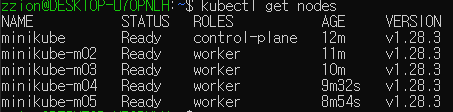 zzion@DESKTOP-U7OPNLH:~$ kubectl get nodes
NAME STATUS ROLES AGE VERSION
minikube Ready control-plane 12m v1.28.3
minikube-m02 Ready worker 11m v1.28.3
minikube-m03 Ready worker 10m v1.28.3
minikube-m04 Ready worker 9m32s v1.28.3
minikube-m05 Ready worker 8m54s v1.28.3